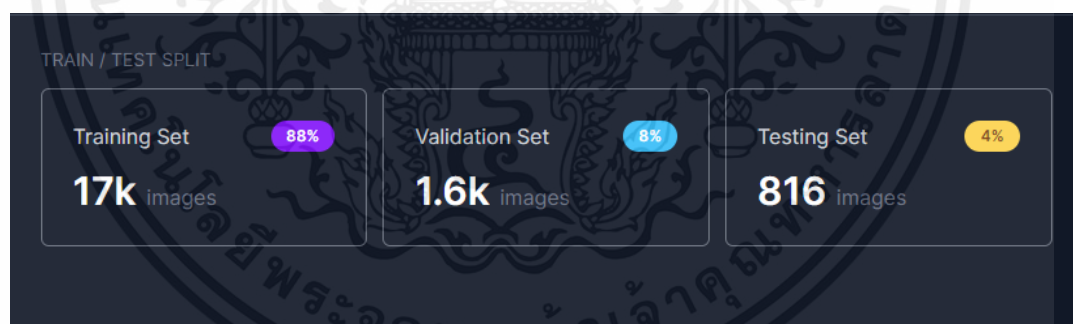 TRAIN / TEST SPLIT
Training Set 88%
17k images
Validation Set 8%
1.6k images
Testing Set 4%
816 images